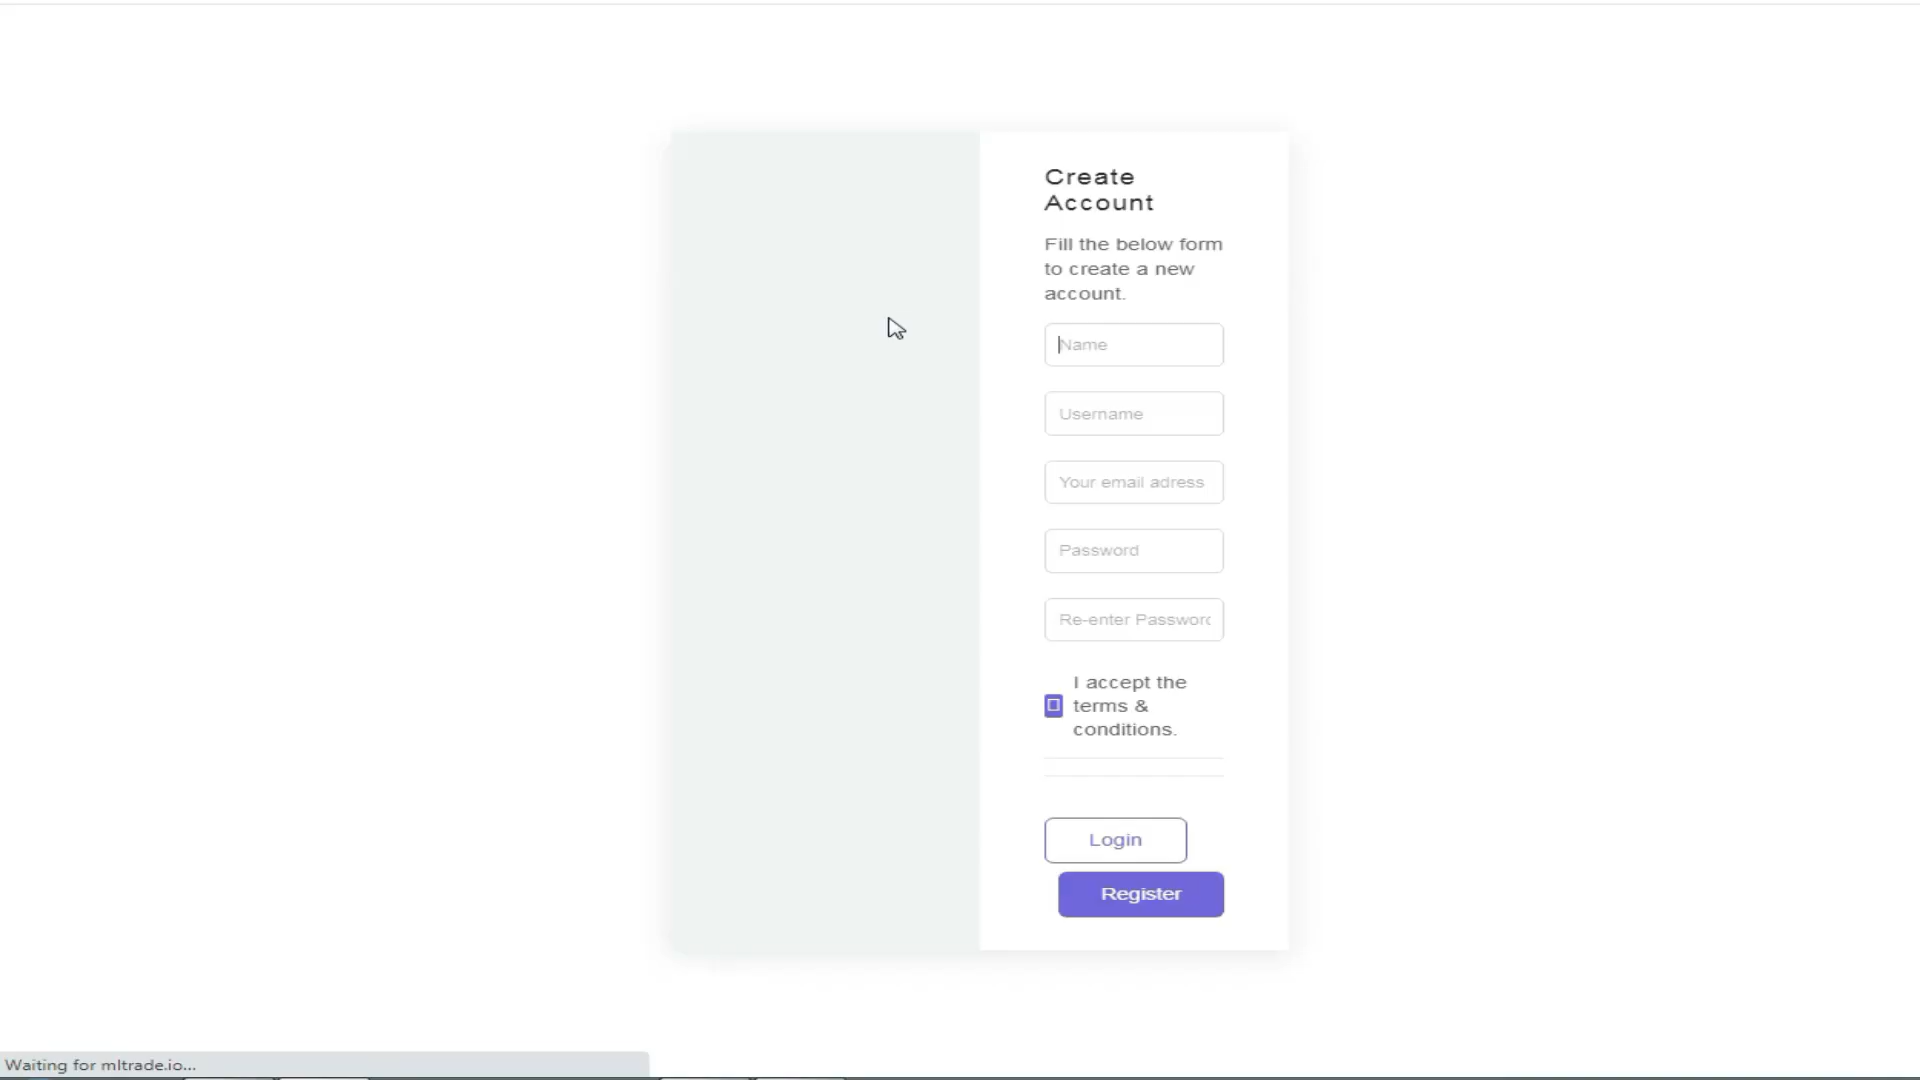 Create
Account
Fill the below form
to create a new
account.
Name
Username
Your email adress
Password
Re-enter Password
I accept the
terms &
conditions.
Login
Register
Waiting for mltrade.io...